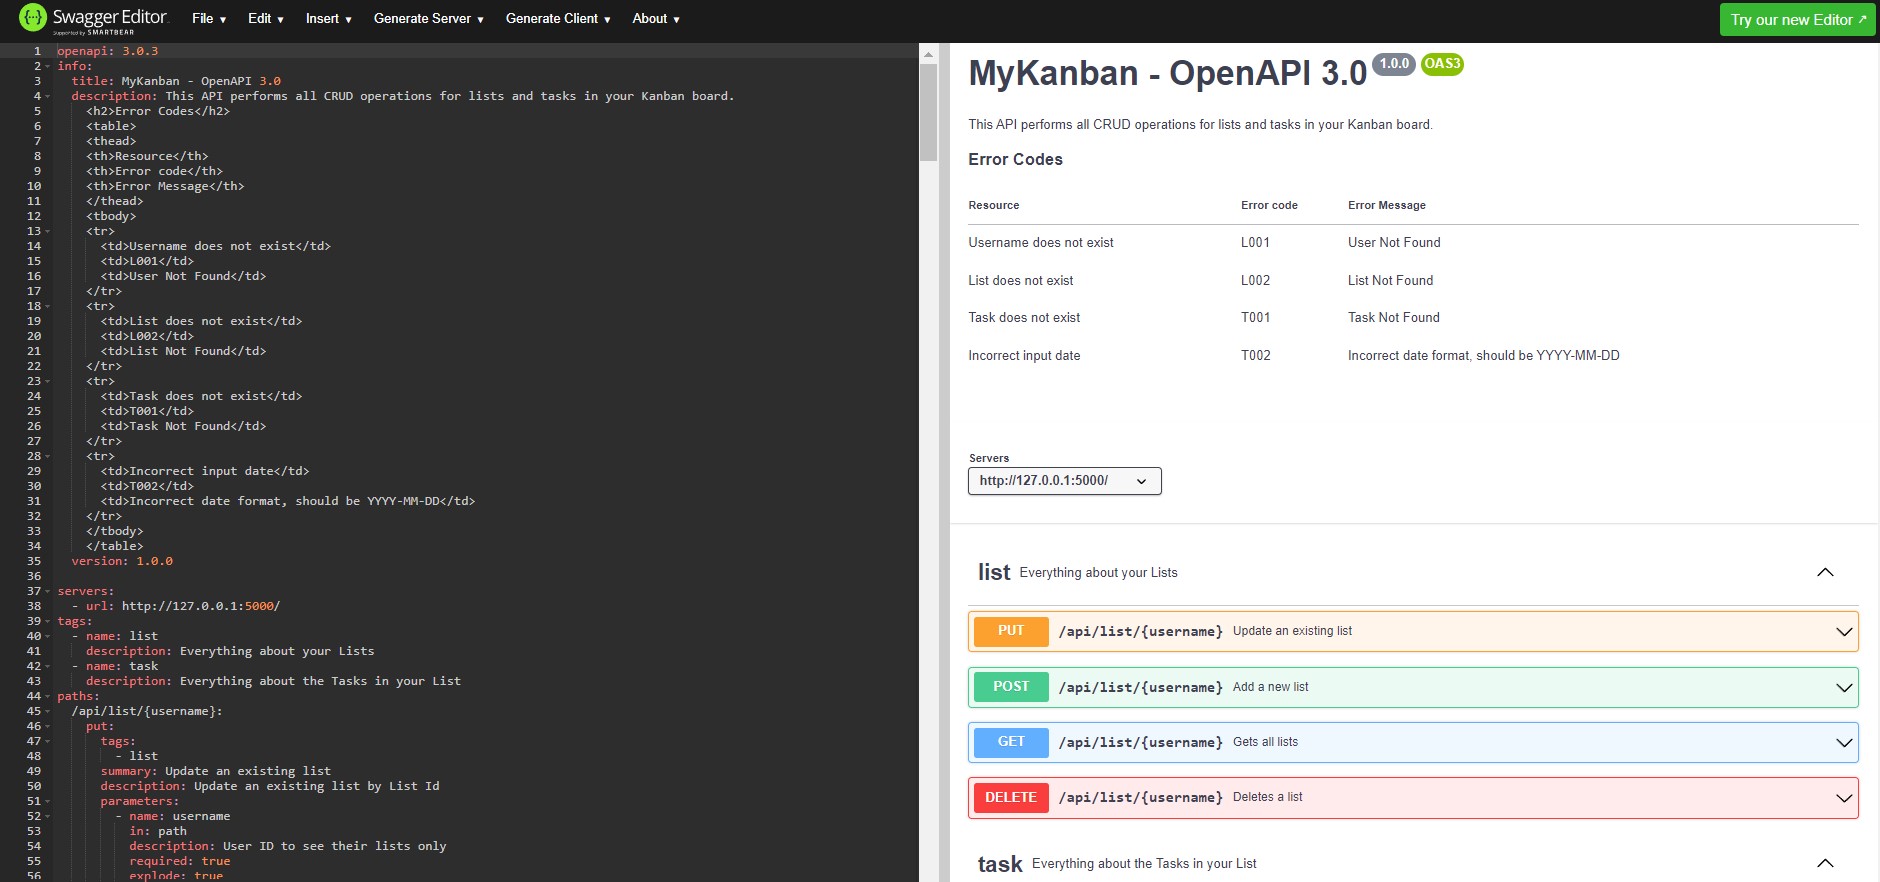 Swagger Editor
Supported by SMARTBEAR
File ▾ Edit ▾ Insert ▾ Generate Server ▾ Generate Client ▾ About ▾
Try our new Editor ↗
1 openapi: 3.0.3
2 info:
3 title: MyKanban - OpenAPI 3.0
4 description: This API performs all CRUD operations for lists and tasks in your Kanban board.
5 <h2>Error Codes</h2>
6 <table>
7 <thead>
8 <th>Resource</th>
9 <th>Error code</th>
10 <th>Error Message</th>
11 </thead>
12 <tbody>
13 <tr>
14 <td>Username does not exist</td>
15 <td>L001</td>
16 <td>User Not Found</td>
17 </tr>
18 <tr>
19 <td>List does not exist</td>
20 <td>L002</td>
21 <td>List Not Found</td>
22 </tr>
23 <tr>
24 <td>Task does not exist</td>
25 <td>T001</td>
26 <td>Task Not Found</td>
27 </tr>
28 <tr>
29 <td>Incorrect input date</td>
30 <td>T002</td>
31 <td>Incorrect date format, should be YYYY-MM-DD</td>
32 </tr>
33 </tbody>
34 </table>
35 version: 1.0.0
36
37 servers:
38 - url: http://127.0.0.1:5000/
39 tags:
40 - name: list
41 description: Everything about your Lists
42 - name: task
43 description: Everything about the Tasks in your List
44 paths:
45 /api/list/{username}:
46 put:
47 tags:
48 - list
49 summary: Update an existing list
50 description: Update an existing list by List Id
51 parameters:
52 - name: username
53 in: path
54 description: User ID to see their lists only
55 required: true
56 explode: true
MyKanban - OpenAPI 3.0 1.0.0 OAS3
This API performs all CRUD operations for lists and tasks in your Kanban board.
Error Codes
Resource Error code Error Message
Username does not exist L001 User Not Found
List does not exist L002 List Not Found
Task does not exist T001 Task Not Found
Incorrect input date T002 Incorrect date format, should be YYYY-MM-DD
Servers
http://127.0.0.1:5000/
list Everything about your Lists
PUT /api/list/{username} Update an existing list
POST /api/list/{username} Add a new list
GET /api/list/{username} Gets all lists
DELETE /api/list/{username} Deletes a list
task Everything about the Tasks in your List